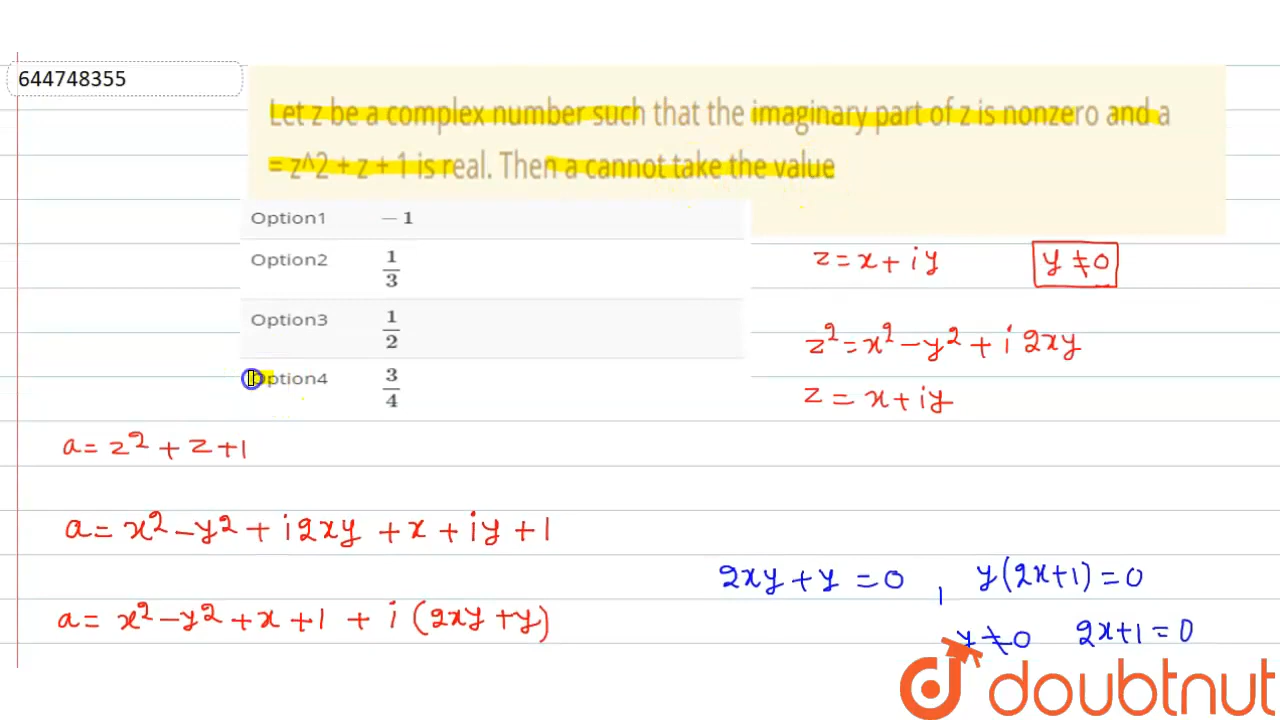 644748355
Let z be a complex number such that the imaginary part of z is nonzero and a
= z^2 + z + 1 is real. Then a cannot take the value
Option1 − 1
Option2 1/3
Option3 1/2
Option4 3/4
z = x + iy y ≠ 0
z² = x² − y² + i 2xy
z = x + iy
a = z² + z + 1
a = x² − y² + i2xy + x + iy + 1
2xy + y = 0 , y(2x+1) = 0
a = x² − y² + x + 1 + i (2xy + y)
y ≠ 0 2x+1 = 0
doubtnut